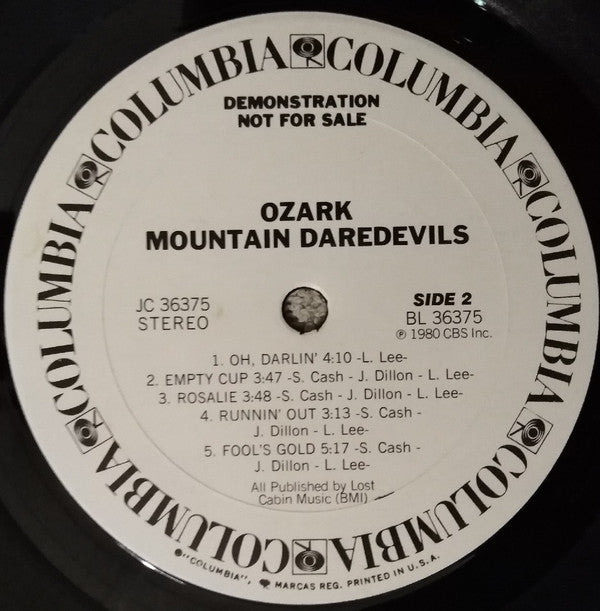 COLUMBIA COLUMBIA COLUMBIA COLUMBIA COLUMBIA COLUMBIA COLUMBIA COLUMBIA
DEMONSTRATION
NOT FOR SALE
OZARK
MOUNTAIN DAREDEVILS
JC 36375
STEREO
SIDE 2
BL 36375
℗ 1980 CBS Inc.
1. OH, DARLIN' 4:10 -L. Lee-
2. EMPTY CUP 3:47 -S. Cash - J. Dillon - L. Lee-
3. ROSALIE 3:48 -S. Cash - J. Dillon - L. Lee-
4. RUNNIN' OUT 3:13 -S. Cash -
J. Dillon - L. Lee-
5. FOOL'S GOLD 5:17 -S. Cash -
J. Dillon - L. Lee-
All Published by Lost
Cabin Music (BMI)
"COLUMBIA", MARCAS REG. PRINTED IN U.S.A.